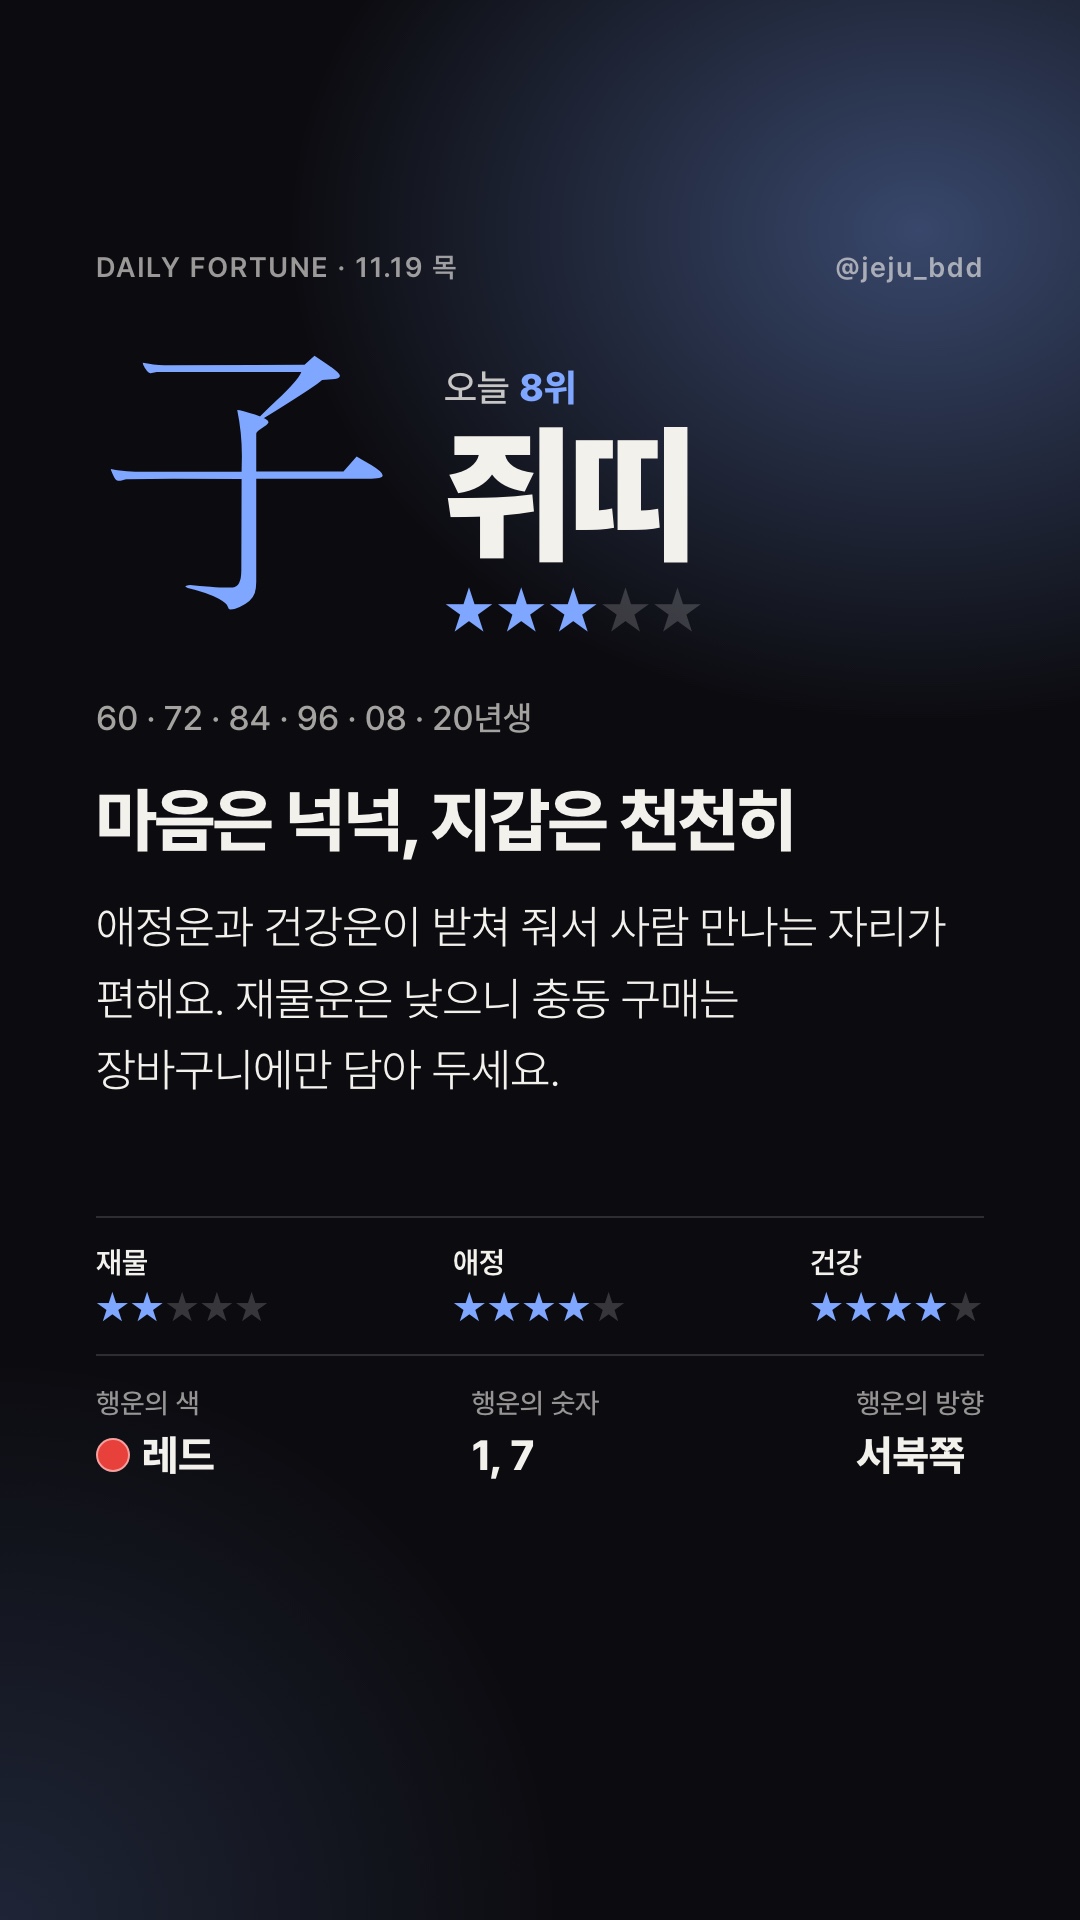 DAILY FORTUNE · 11.19 목
@jeju_bdd
子
오늘 8위
쥐띠
★★★★★
60 · 72 · 84 · 96 · 08 · 20년생
마음은 넉넉, 지갑은 천천히
애정운과 건강운이 받쳐 줘서 사람 만나는 자리가
편해요. 재물운은 낮으니 충동 구매는
장바구니에만 담아 두세요.
재물
★★★★★
애정
★★★★★
건강
★★★★★
행운의 색
레드
행운의 숫자
1, 7
행운의 방향
서북쪽